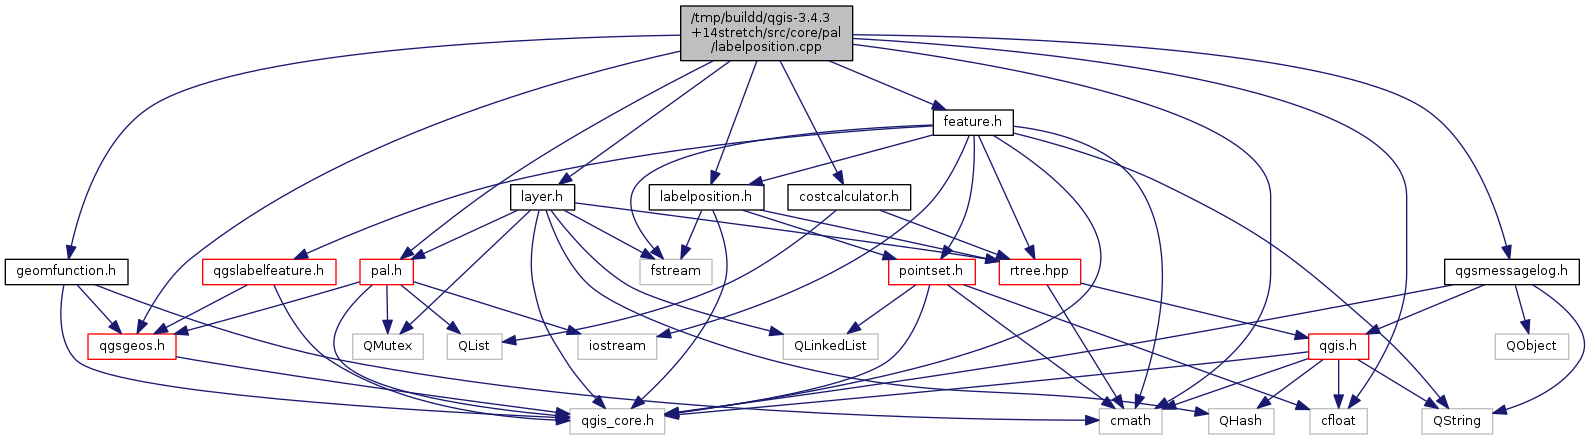 /tmp/buildd/qgis-3.4.3
+14stretch/src/core/pal
/labelposition.cpp
feature.h
layer.h
labelposition.h
costcalculator.h
geomfunction.h
qgslabelfeature.h
pal.h
fstream
pointset.h
rtree.hpp
qgsmessagelog.h
qgsgeos.h
QMutex
QList
iostream
QLinkedList
qgis.h
QObject
qgis_core.h
cmath
QHash
cfloat
QString